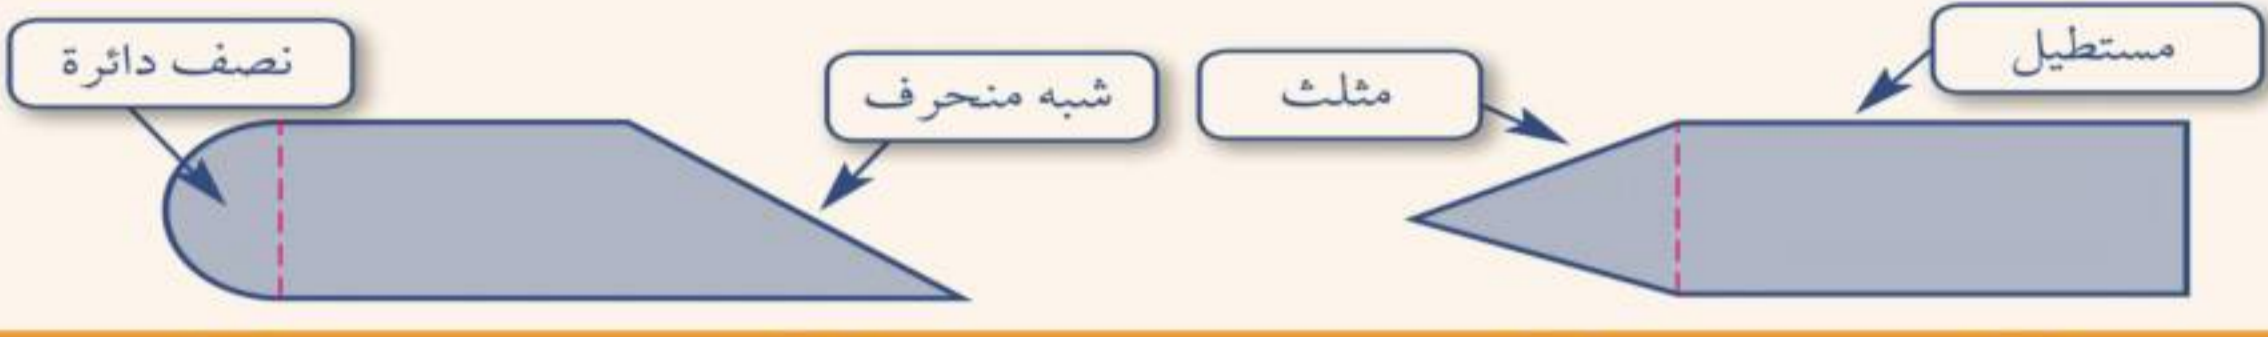 مستطيل
مثلث
شبه منحرف
نصف دائرة